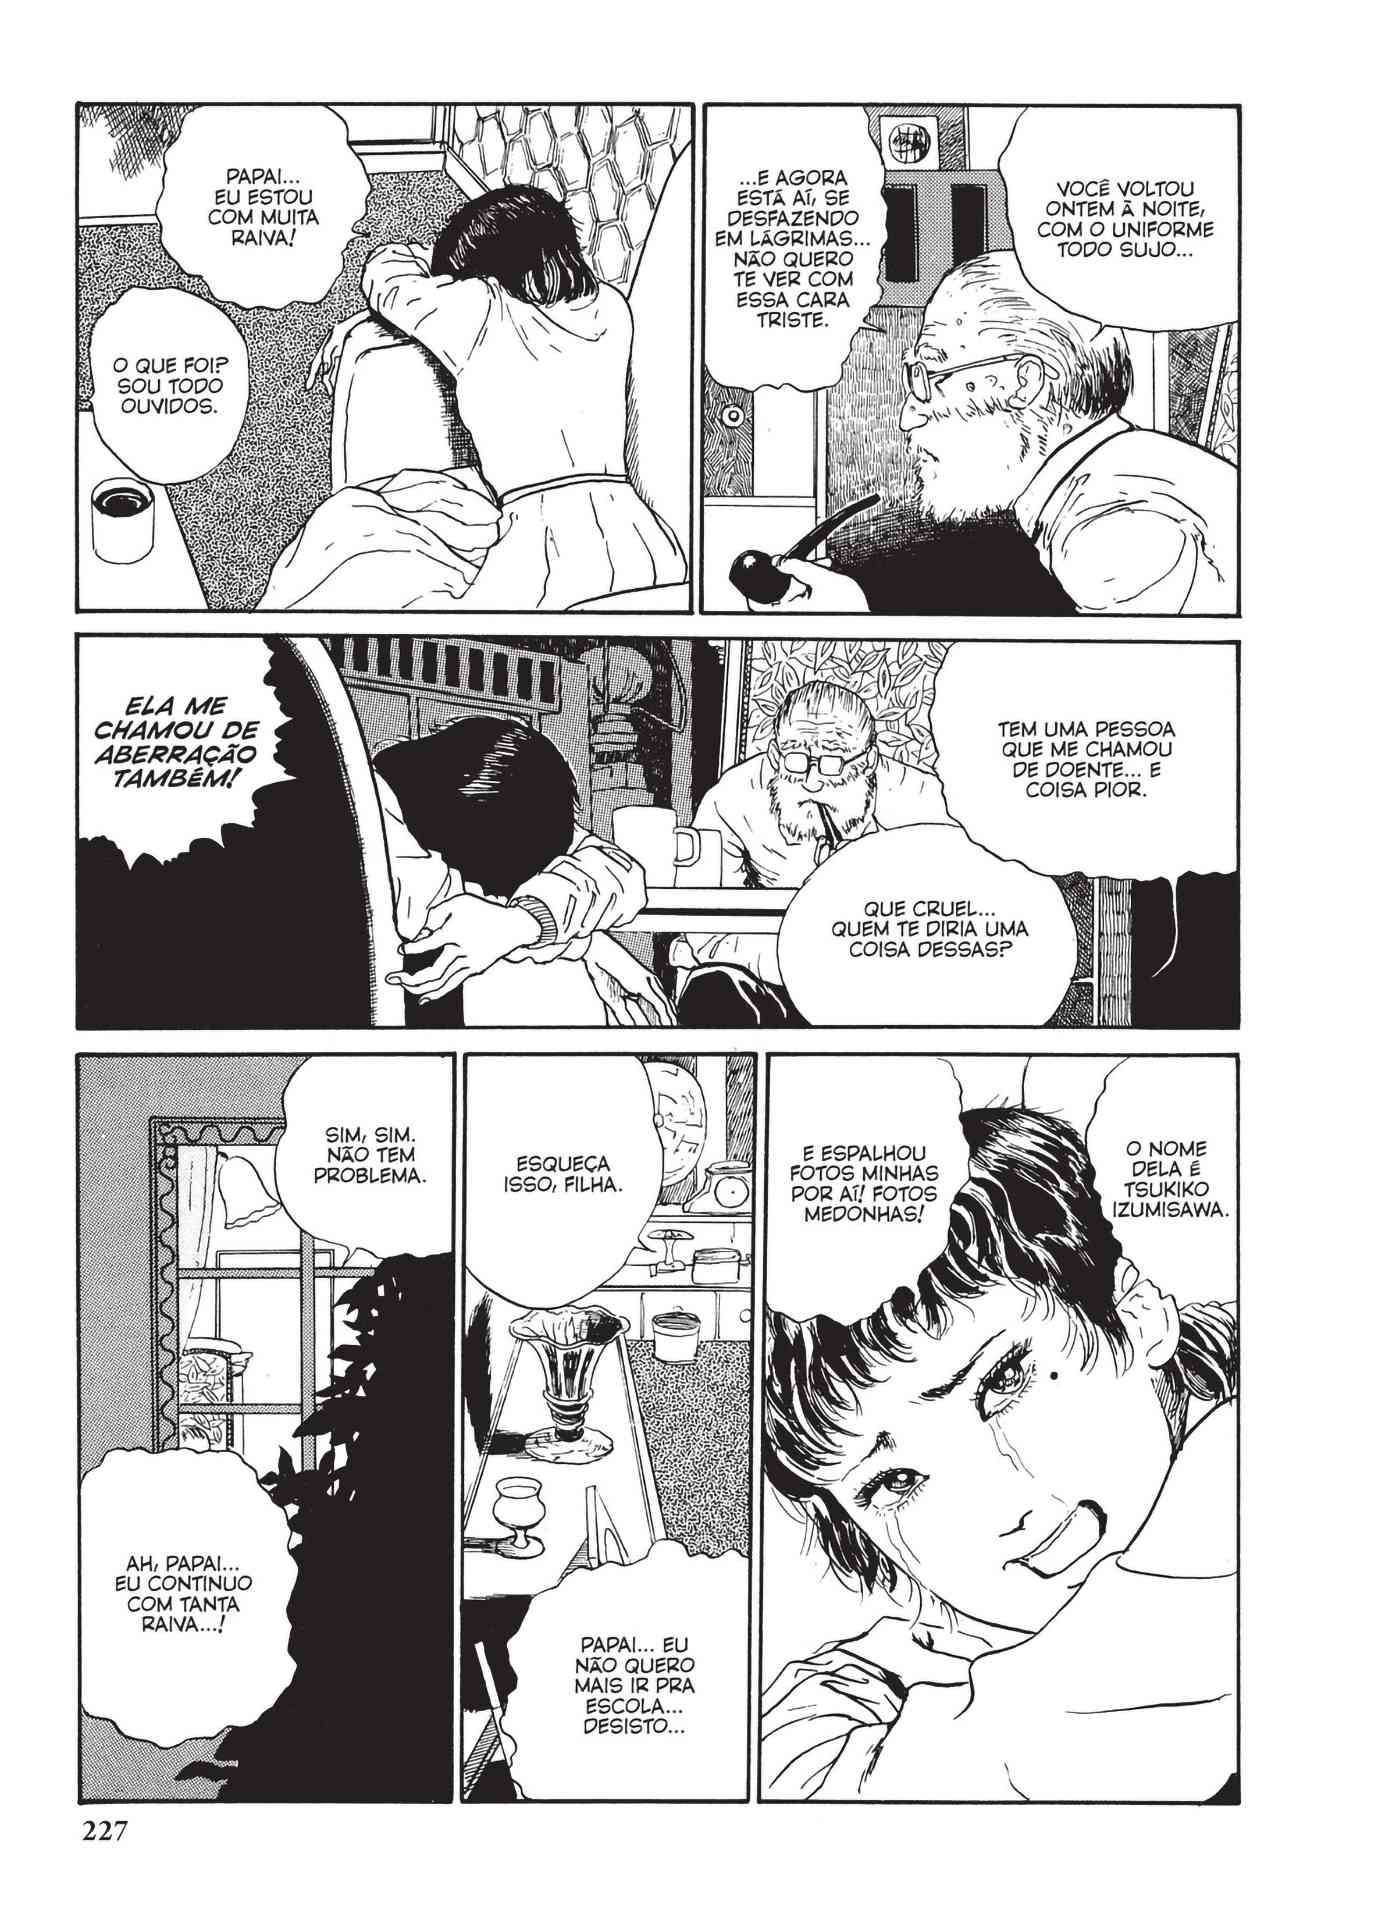 VOCÊ VOLTOU
ONTEM À NOITE,
COM O UNIFORME
TODO SUJO...
...E AGORA
ESTÁ AÍ, SE
DESFAZENDO
EM LÁGRIMAS...
NÃO QUERO
TE VER COM
ESSA CARA
TRISTE.
PAPAI...
EU ESTOU
COM MUITA
RAIVA!
O QUE FOI?
SOU TODO
OUVIDOS.
TEM UMA PESSOA
QUE ME CHAMOU
DE DOENTE... E
COISA PIOR.
QUE CRUEL...
QUEM TE DIRIA UMA
COISA DESSAS?
ELA ME
CHAMOU DE
ABERRAÇÃO
TAMBÉM!
O NOME
DELA É
TSUKIKO
IZUMISAWA.
E ESPALHOU
FOTOS MINHAS
POR AÍ! FOTOS
MEDONHAS!
ESQUEÇA
ISSO, FILHA.
PAPAI... EU
NÃO QUERO
MAIS IR PRA
ESCOLA...
DESISTO...
SIM, SIM.
NÃO TEM
PROBLEMA.
AH, PAPAI...
EU CONTINUO
COM TANTA
RAIVA...!
227